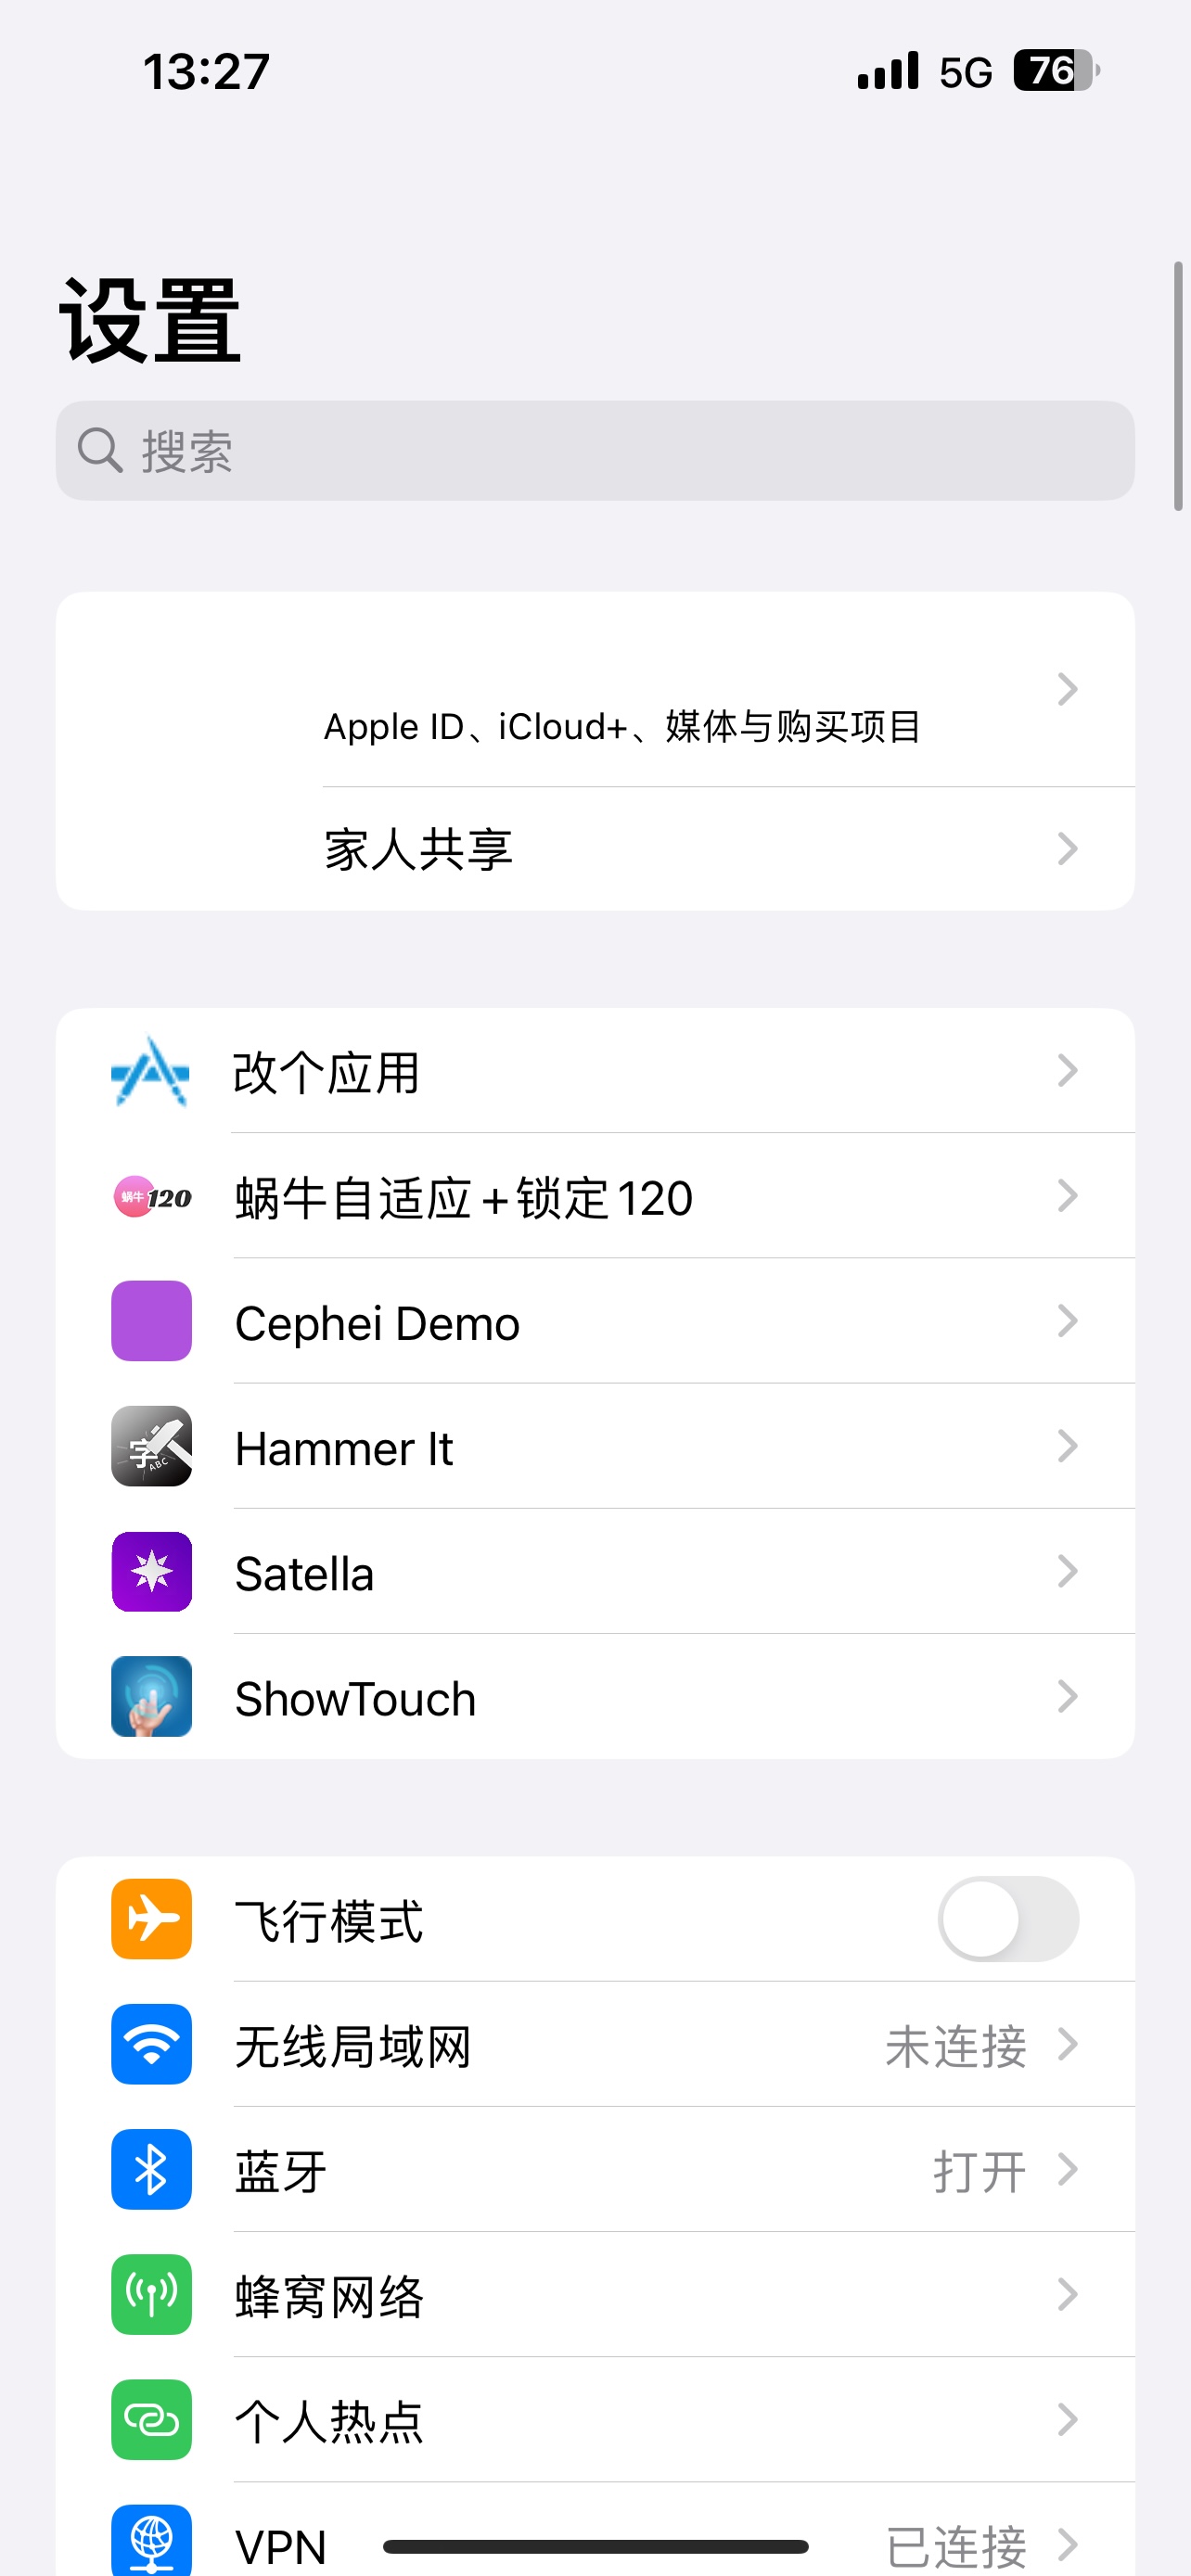 13:27
5G 76
设置
搜索
Apple ID、iCloud+、媒体与购买项目
家人共享
改个应用
蜗牛120 蜗牛自适应+锁定120
Cephei Demo
字 ABC Hammer It
Satella
ShowTouch
飞行模式
无线局域网 未连接
蓝牙 打开
蜂窝网络
个人热点
VPN 已连接